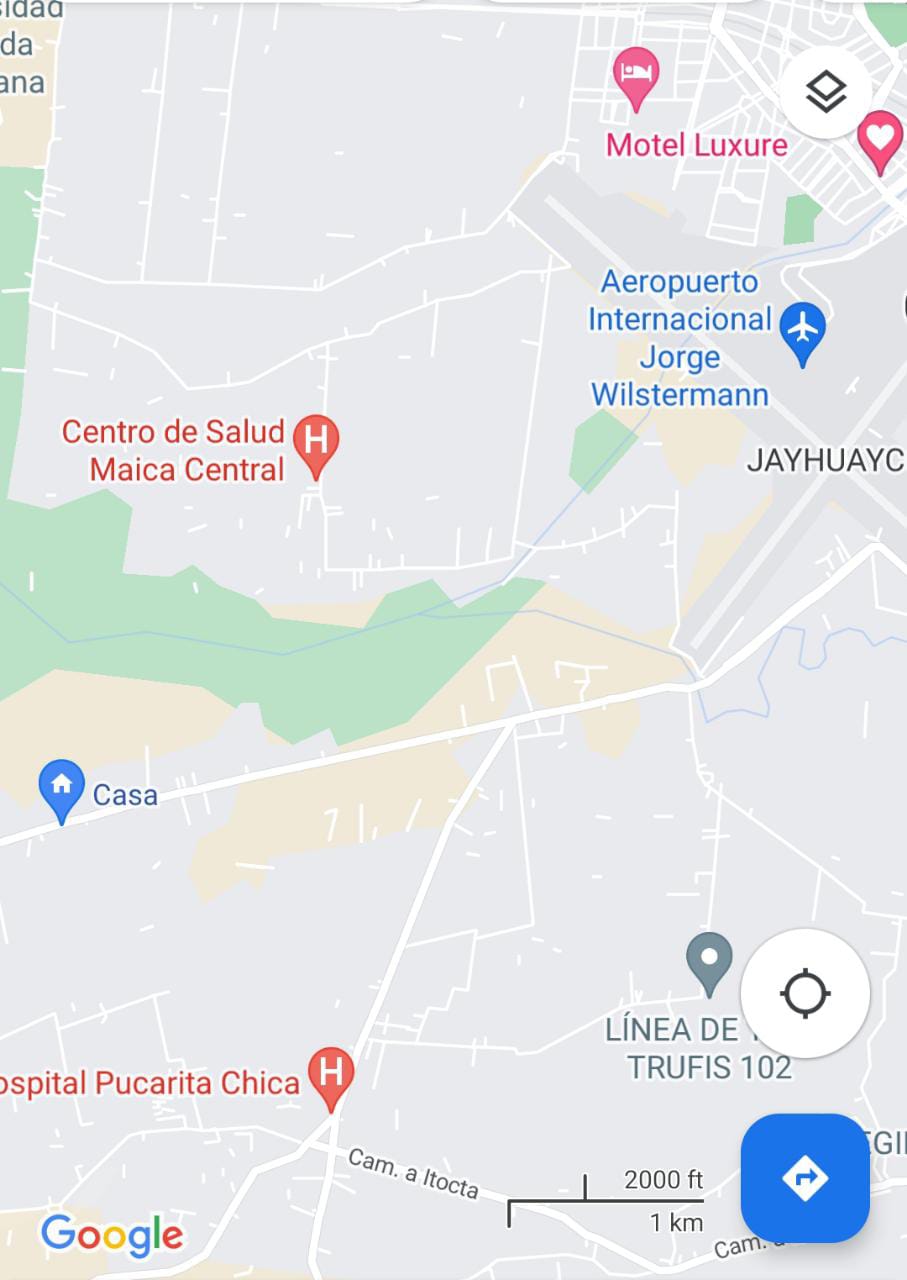 da
ana
Motel Luxure
Aeropuerto
Internacional
Jorge
Wilstermann
Centro de Salud
Maica Central
H
JAYHUAYC
Casa
LÍNEA DE
TRUFIS 102
ospital Pucarita Chica
H
Cam. a Itocta
2000 ft
1 km
Cam. a
Google